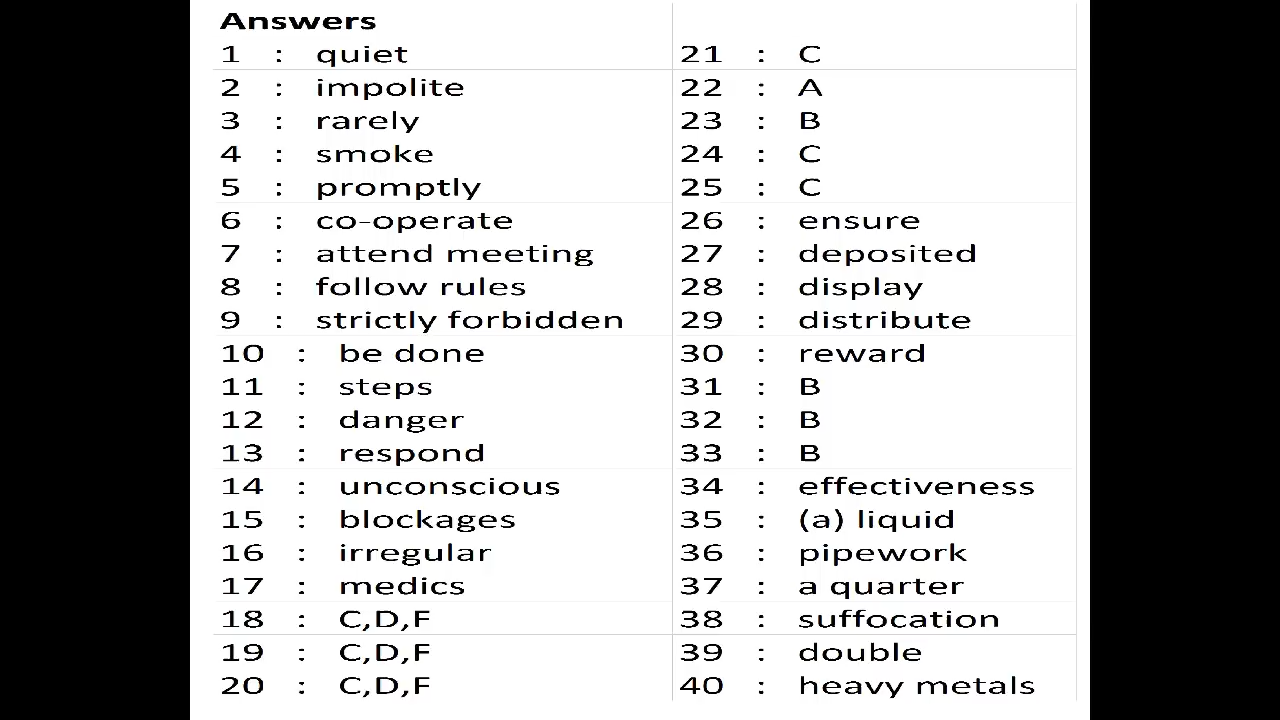 Answers
1 : quiet
2 : impolite
3 : rarely
4 : smoke
5 : promptly
6 : co-operate
7 : attend meeting
8 : follow rules
9 : strictly forbidden
10 : be done
11 : steps
12 : danger
13 : respond
14 : unconscious
15 : blockages
16 : irregular
17 : medics
18 : C,D,F
19 : C,D,F
20 : C,D,F
21 : C
22 : A
23 : B
24 : C
25 : C
26 : ensure
27 : deposited
28 : display
29 : distribute
30 : reward
31 : B
32 : B
33 : B
34 : effectiveness
35 : (a) liquid
36 : pipework
37 : a quarter
38 : suffocation
39 : double
40 : heavy metals